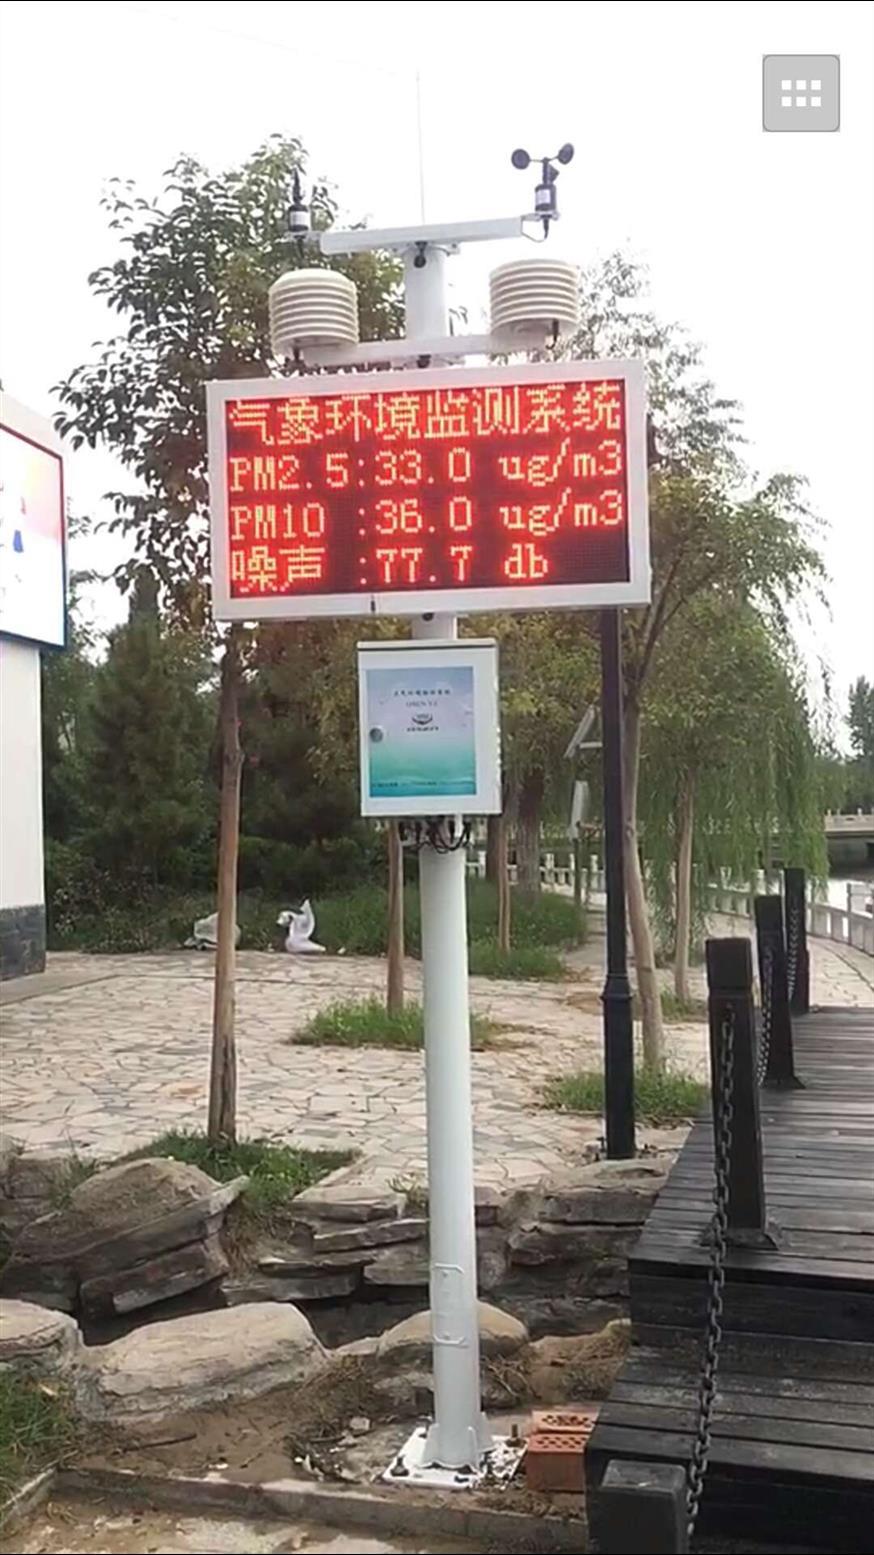 气象环境监测系统
PM2.5:33.0 ug/m3
PM10 :36.0 ug/m3
噪声 :77.7 db